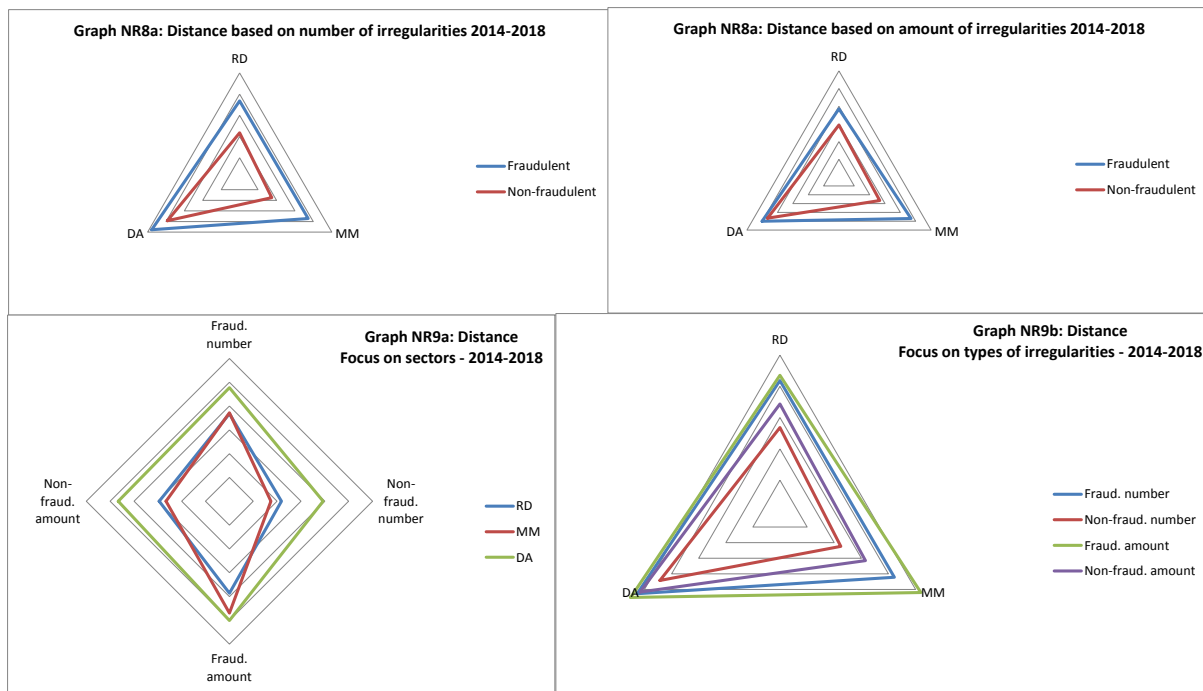 Graph NR8a: Distance based on number of irregularities 2014-2018
RD
Fraudulent
Non-fraudulent
DA
MM
Graph NR8a: Distance based on amount of irregularities 2014-2018
RD
Fraudulent
Non-fraudulent
DA
MM
Graph NR9a: Distance
Focus on sectors - 2014-2018
Fraud.
number
Non-
fraud.
amount
Non-
fraud.
number
RD
MM
DA
Fraud.
amount
Graph NR9b: Distance
Focus on types of irregularities - 2014-2018
RD
Fraud. number
Non-fraud. number
Fraud. amount
Non-fraud. amount
DA
MM